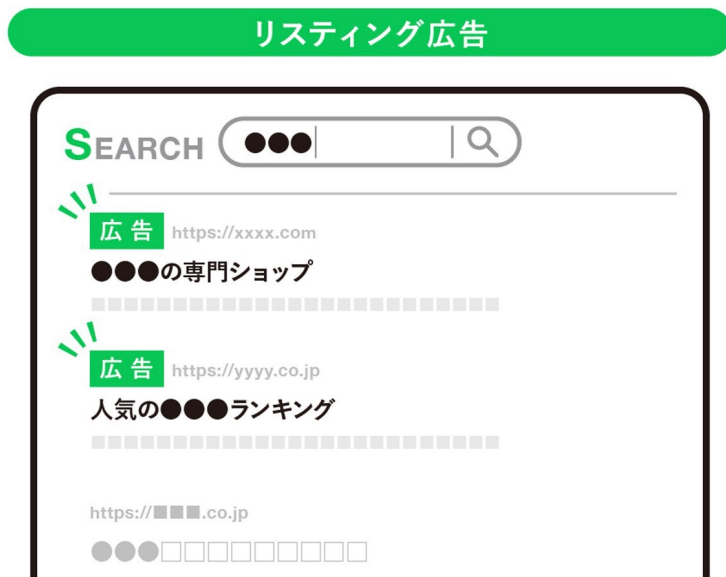 リスティング広告
SEARCH ●●●
広告 https://xxxx.com
●●●の専門ショップ
■■■■■■■■■■■■■■■■■■■■■■■■■
広告 https://yyyy.co.jp
人気の●●●ランキング
■■■■■■■■■■■■■■■■■■■■■■■■■
https://■■■.co.jp
●●●□□□□□□□□□